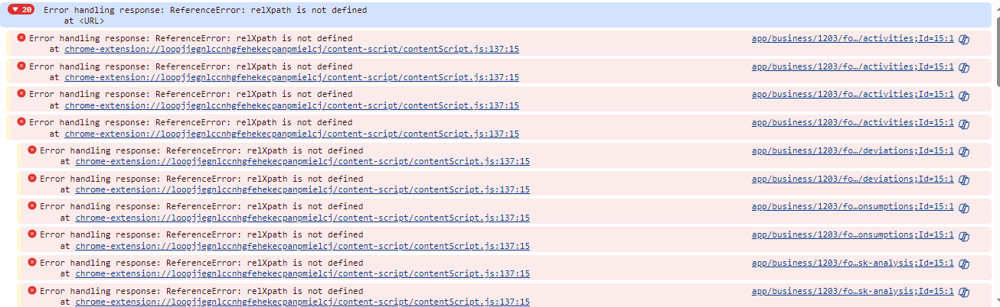 20 Error handling response: ReferenceError: relXpath is not defined
at <URL>
Error handling response: ReferenceError: relXpath is not defined app/business/1203/fo…/activities;Id=15:1
at chrome-extension://loopjjegnlccnhgfehekecpanpmielcj/content-script/contentScript.js:137:15
Error handling response: ReferenceError: relXpath is not defined app/business/1203/fo…/activities;Id=15:1
at chrome-extension://loopjjegnlccnhgfehekecpanpmielcj/content-script/contentScript.js:137:15
Error handling response: ReferenceError: relXpath is not defined app/business/1203/fo…/activities;Id=15:1
at chrome-extension://loopjjegnlccnhgfehekecpanpmielcj/content-script/contentScript.js:137:15
Error handling response: ReferenceError: relXpath is not defined app/business/1203/fo…/activities;Id=15:1
at chrome-extension://loopjjegnlccnhgfehekecpanpmielcj/content-script/contentScript.js:137:15
Error handling response: ReferenceError: relXpath is not defined app/business/1203/fo…/deviations;Id=15:1
at chrome-extension://loopjjegnlccnhgfehekecpanpmielcj/content-script/contentScript.js:137:15
Error handling response: ReferenceError: relXpath is not defined app/business/1203/fo…/deviations;Id=15:1
at chrome-extension://loopjjegnlccnhgfehekecpanpmielcj/content-script/contentScript.js:137:15
Error handling response: ReferenceError: relXpath is not defined app/business/1203/fo…onsumptions;Id=15:1
at chrome-extension://loopjjegnlccnhgfehekecpanpmielcj/content-script/contentScript.js:137:15
Error handling response: ReferenceError: relXpath is not defined app/business/1203/fo…onsumptions;Id=15:1
at chrome-extension://loopjjegnlccnhgfehekecpanpmielcj/content-script/contentScript.js:137:15
Error handling response: ReferenceError: relXpath is not defined app/business/1203/fo…sk-analysis;Id=15:1
at chrome-extension://loopjjegnlccnhgfehekecpanpmielcj/content-script/contentScript.js:137:15
Error handling response: ReferenceError: relXpath is not defined app/business/1203/fo…sk-analysis;Id=15:1
at chrome-extension://loopjjegnlccnhgfehekecpanpmielcj/content-script/contentScript.js:137:15